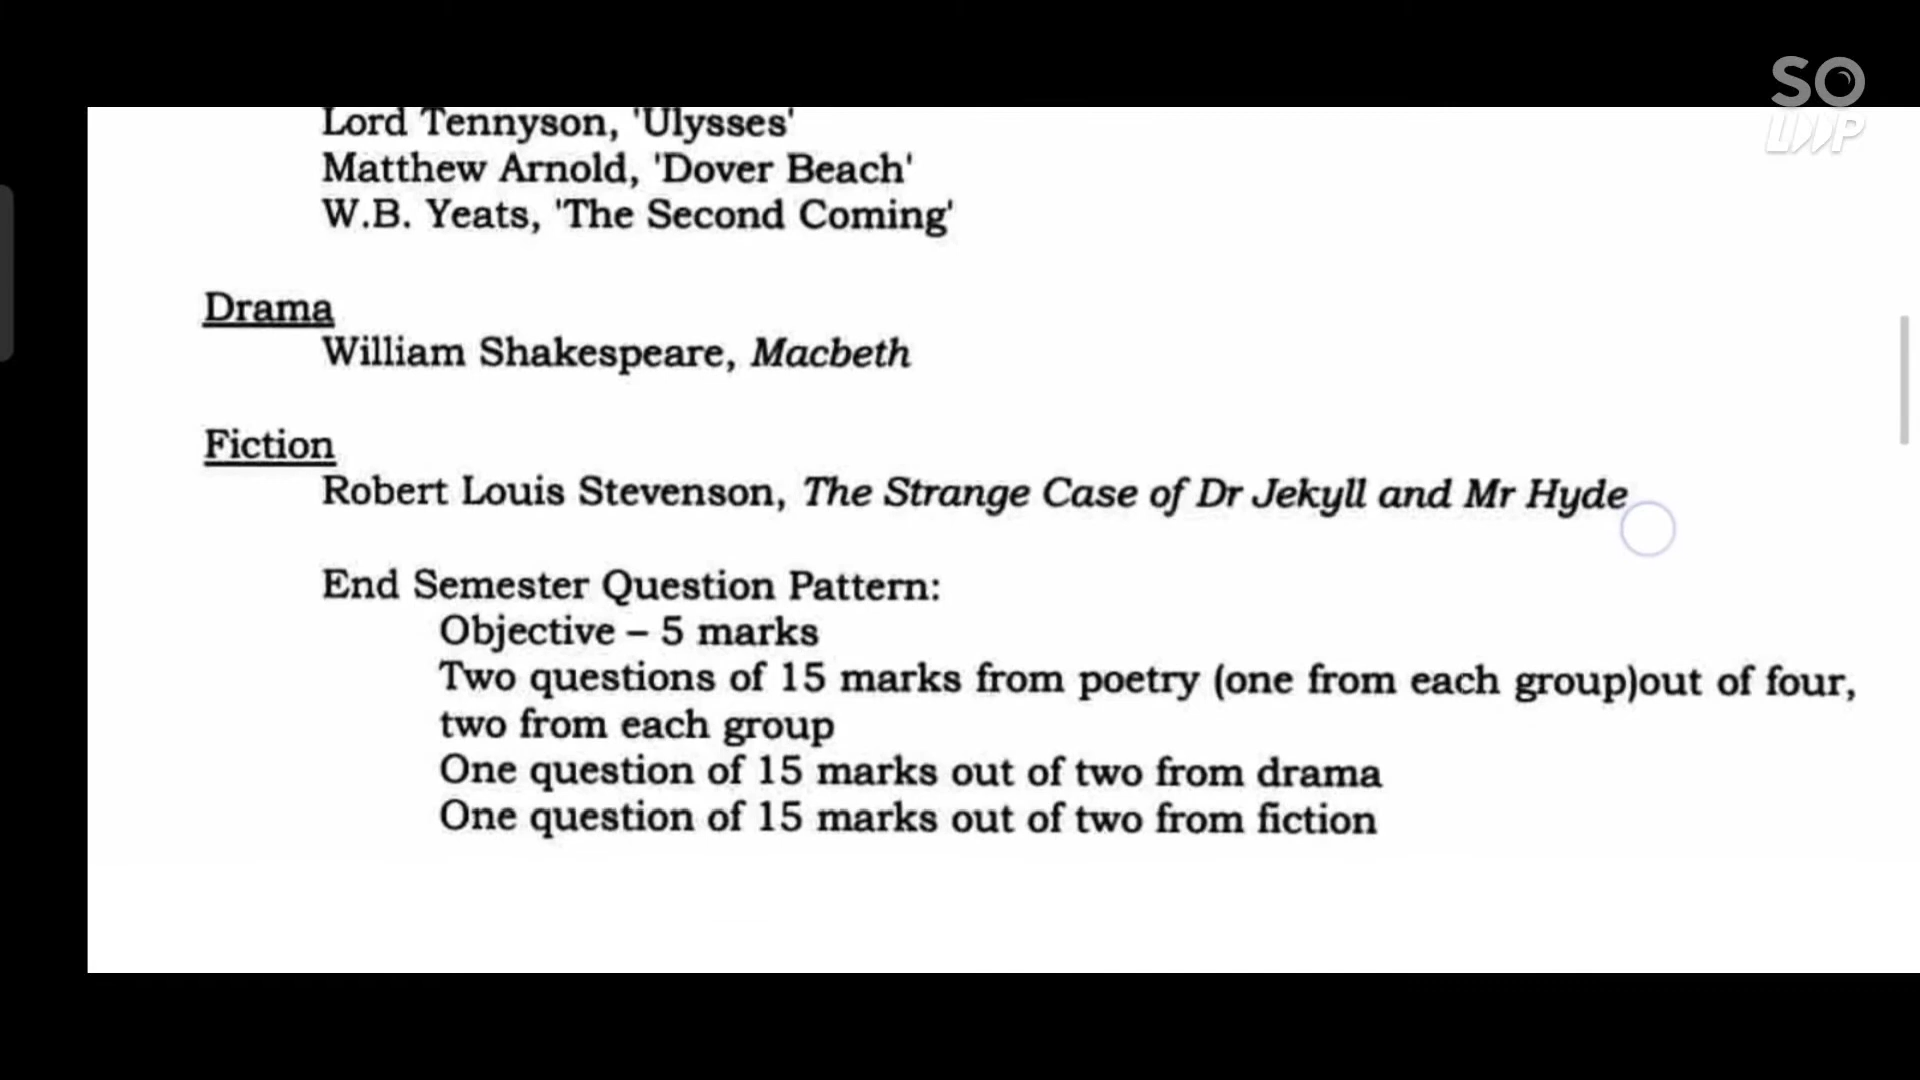 SO
LOOP
Lord Tennyson, 'Ulysses'
Matthew Arnold, 'Dover Beach'
W.B. Yeats, 'The Second Coming'
Drama
William Shakespeare, Macbeth
Fiction
Robert Louis Stevenson, The Strange Case of Dr Jekyll and Mr Hyde
End Semester Question Pattern:
Objective – 5 marks
Two questions of 15 marks from poetry (one from each group)out of four,
two from each group
One question of 15 marks out of two from drama
One question of 15 marks out of two from fiction